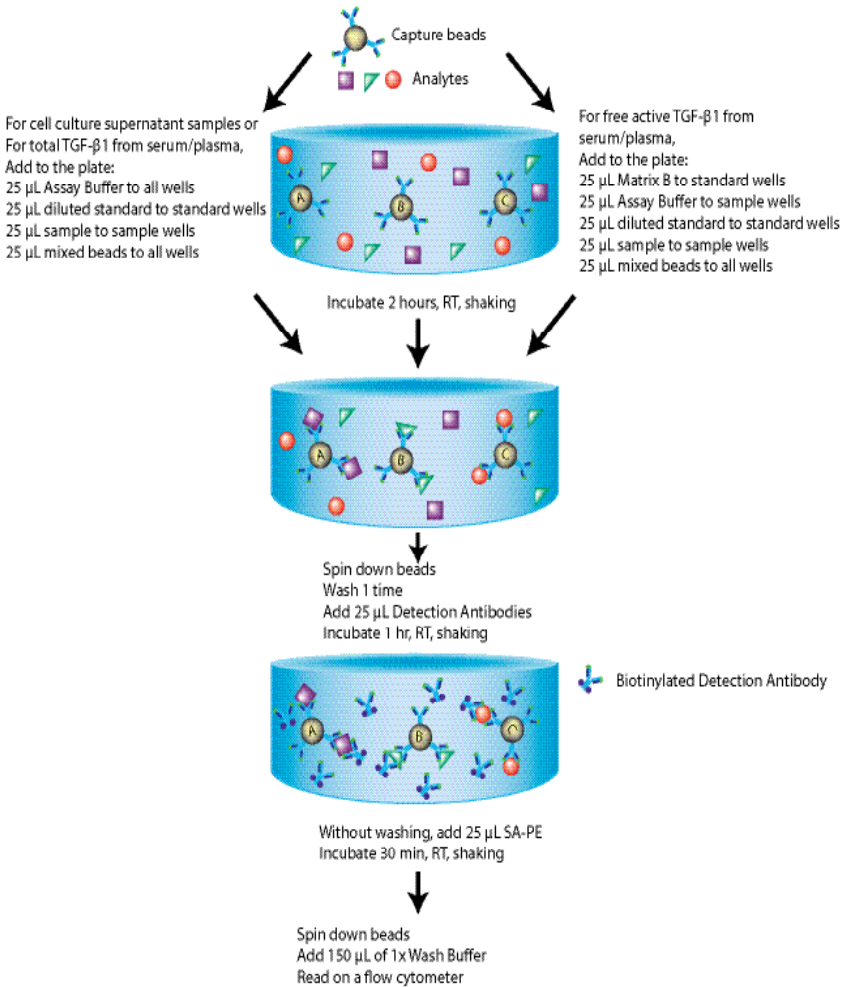 Capture beads
Analytes
For cell culture supernatant samples or
For total TGF-β1 from serum/plasma,
Add to the plate:
25 µL Assay Buffer to all wells
25 µL diluted standard to standard wells
25 µL sample to sample wells
25 µL mixed beads to all wells
For free active TGF-β1 from
serum/plasma,
Add to the plate:
25 µL Matrix B to standard wells
25 µL Assay Buffer to sample wells
25 µL diluted standard to standard wells
25 µL sample to sample wells
25 µL mixed beads to all wells
A
B
C
Incubate 2 hours, RT, shaking
A
B
C
Spin down beads
Wash 1 time
Add 25 µL Detection Antibodies
Incubate 1 hr, RT, shaking
Biotinylated Detection Antibody
A
B
C
Without washing, add 25 µL SA-PE
Incubate 30 min, RT, shaking
Spin down beads
Add 150 µL of 1x Wash Buffer
Read on a flow cytometer